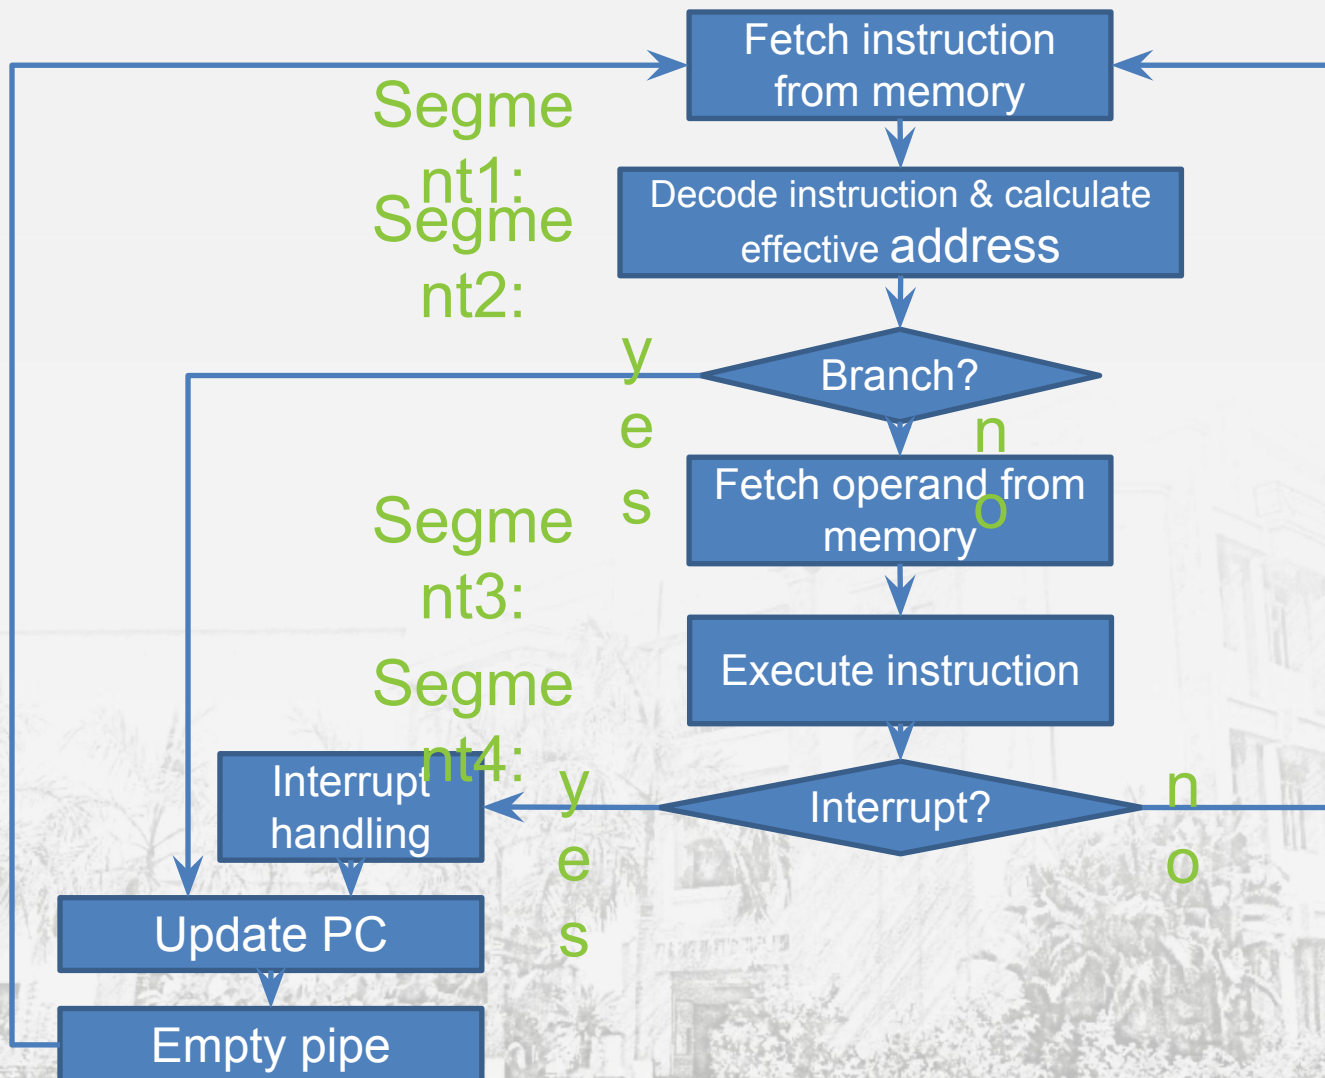 Fetch instruction
from memory
Segme
nt1:
Decode instruction & calculate
effective address
Segme
nt2:
Branch?
y
e
s
n
o
Fetch operand from
memory
Segme
nt3:
Execute instruction
Segme
nt4:
Interrupt?
y
e
s
n
o
Interrupt
handling
Update PC
Empty pipe